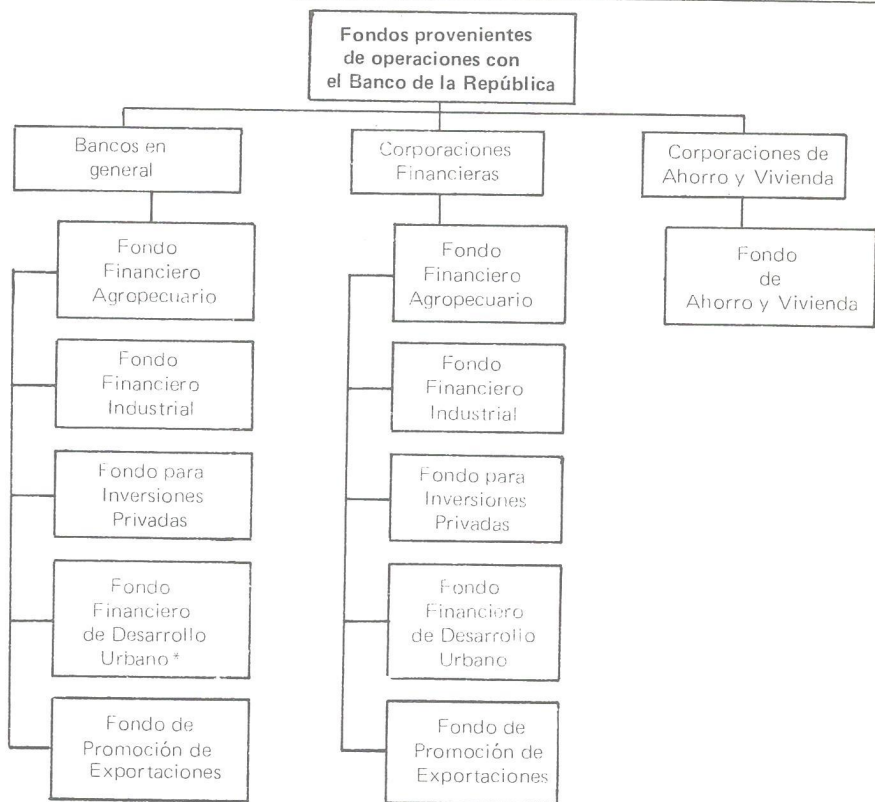 Fondos provenientes
de operaciones con
el Banco de la República
Bancos en
general
Corporaciones
Financieras
Corporaciones de
Ahorro y Vivienda
Fondo
Financiero
Agropecuario
Fondo
Financiero
Industrial
Fondo para
Inversiones
Privadas
Fondo
Financiero
de Desarrollo
Urbano*
Fondo de
Promoción de
Exportaciones
Fondo
Financiero
Agropecuario
Fondo
Financiero
Industrial
Fondo para
Inversiones
Privadas
Fondo
Financiero
de Desarrollo
Urbano
Fondo de
Promoción de
Exportaciones
Fondo
de
Ahorro y Vivienda